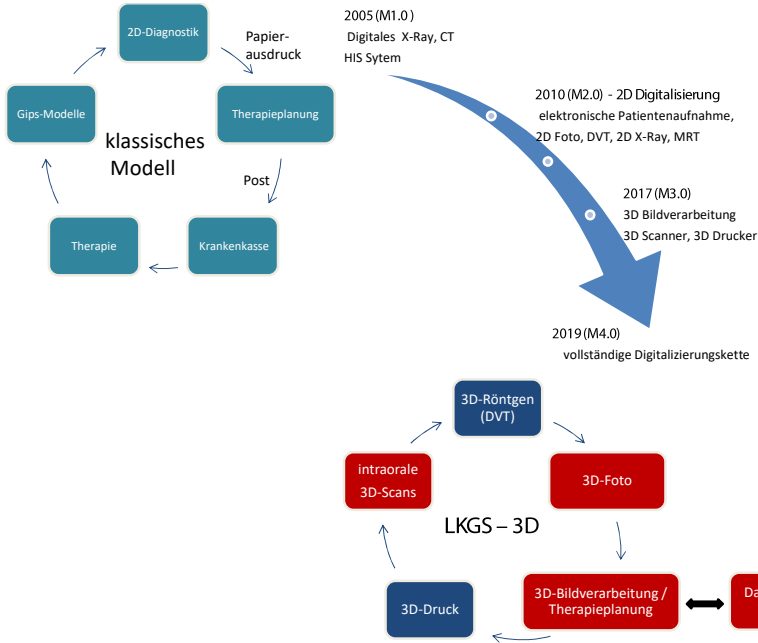 2D-Diagnostik
Papier-
ausdruck
Gips-Modelle
Therapieplanung
klassisches
Modell
Post
Therapie
Krankenkasse
2005 (M1.0 )
Digitales X-Ray, CT
HIS Sytem
2010 (M2.0) - 2D Digitalisierung
elektronische Patientenaufnahme,
2D Foto, DVT, 2D X-Ray, MRT
2017 (M3.0)
3D Bildverarbeitung
3D Scanner, 3D Drucker
2019 (M4.0)
vollständige Digitalizierungskette
3D-Röntgen
(DVT)
intraorale
3D-Scans
3D-Foto
LKGS – 3D
3D-Druck
3D-Bildverarbeitung /
Therapieplanung